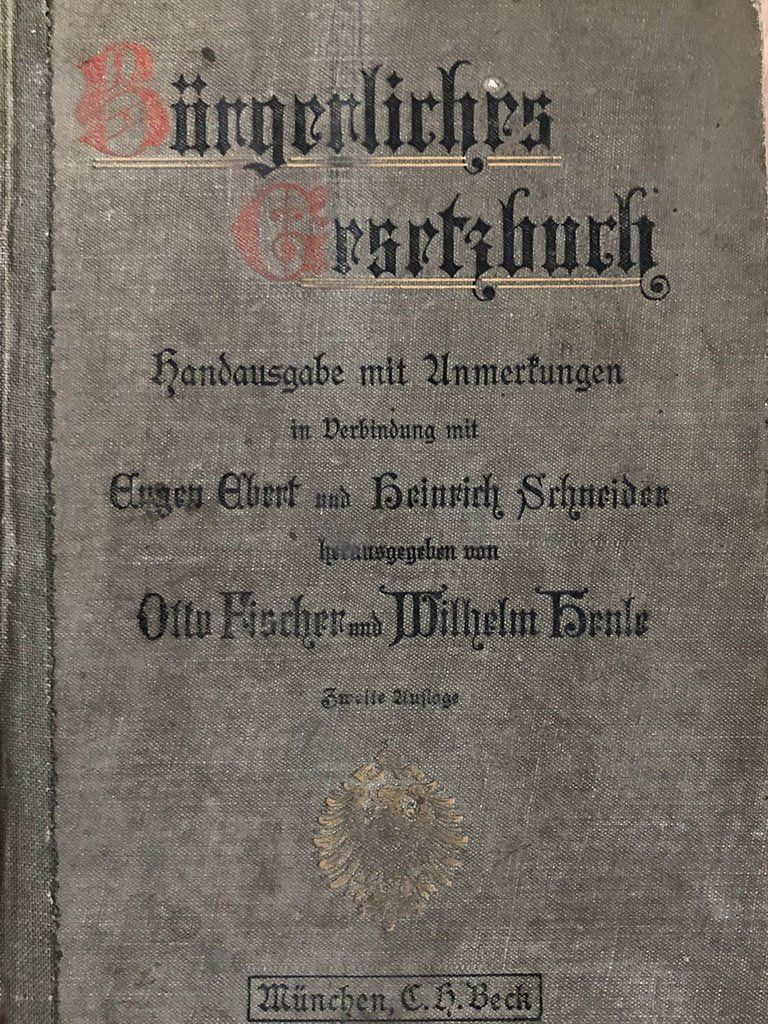 Bürgerliches
Gesetzbuch
Handausgabe mit Anmerkungen
in Verbindung mit
Eugen Ebert und Heinrich Schneider
herausgegeben von
Otto Fischer und Wilhelm Henle
Zweite Auflage
München, C. H. Beck